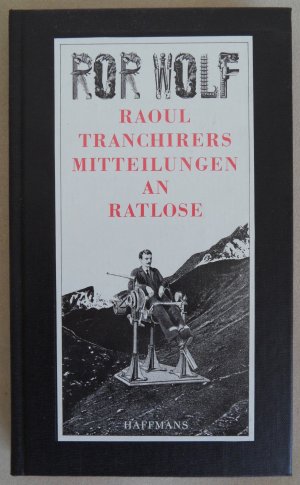 ROR WOLF
RAOUL
TRANCHIRERS
MITTEILUNGEN
AN
RATLOSE
HAFFMANS